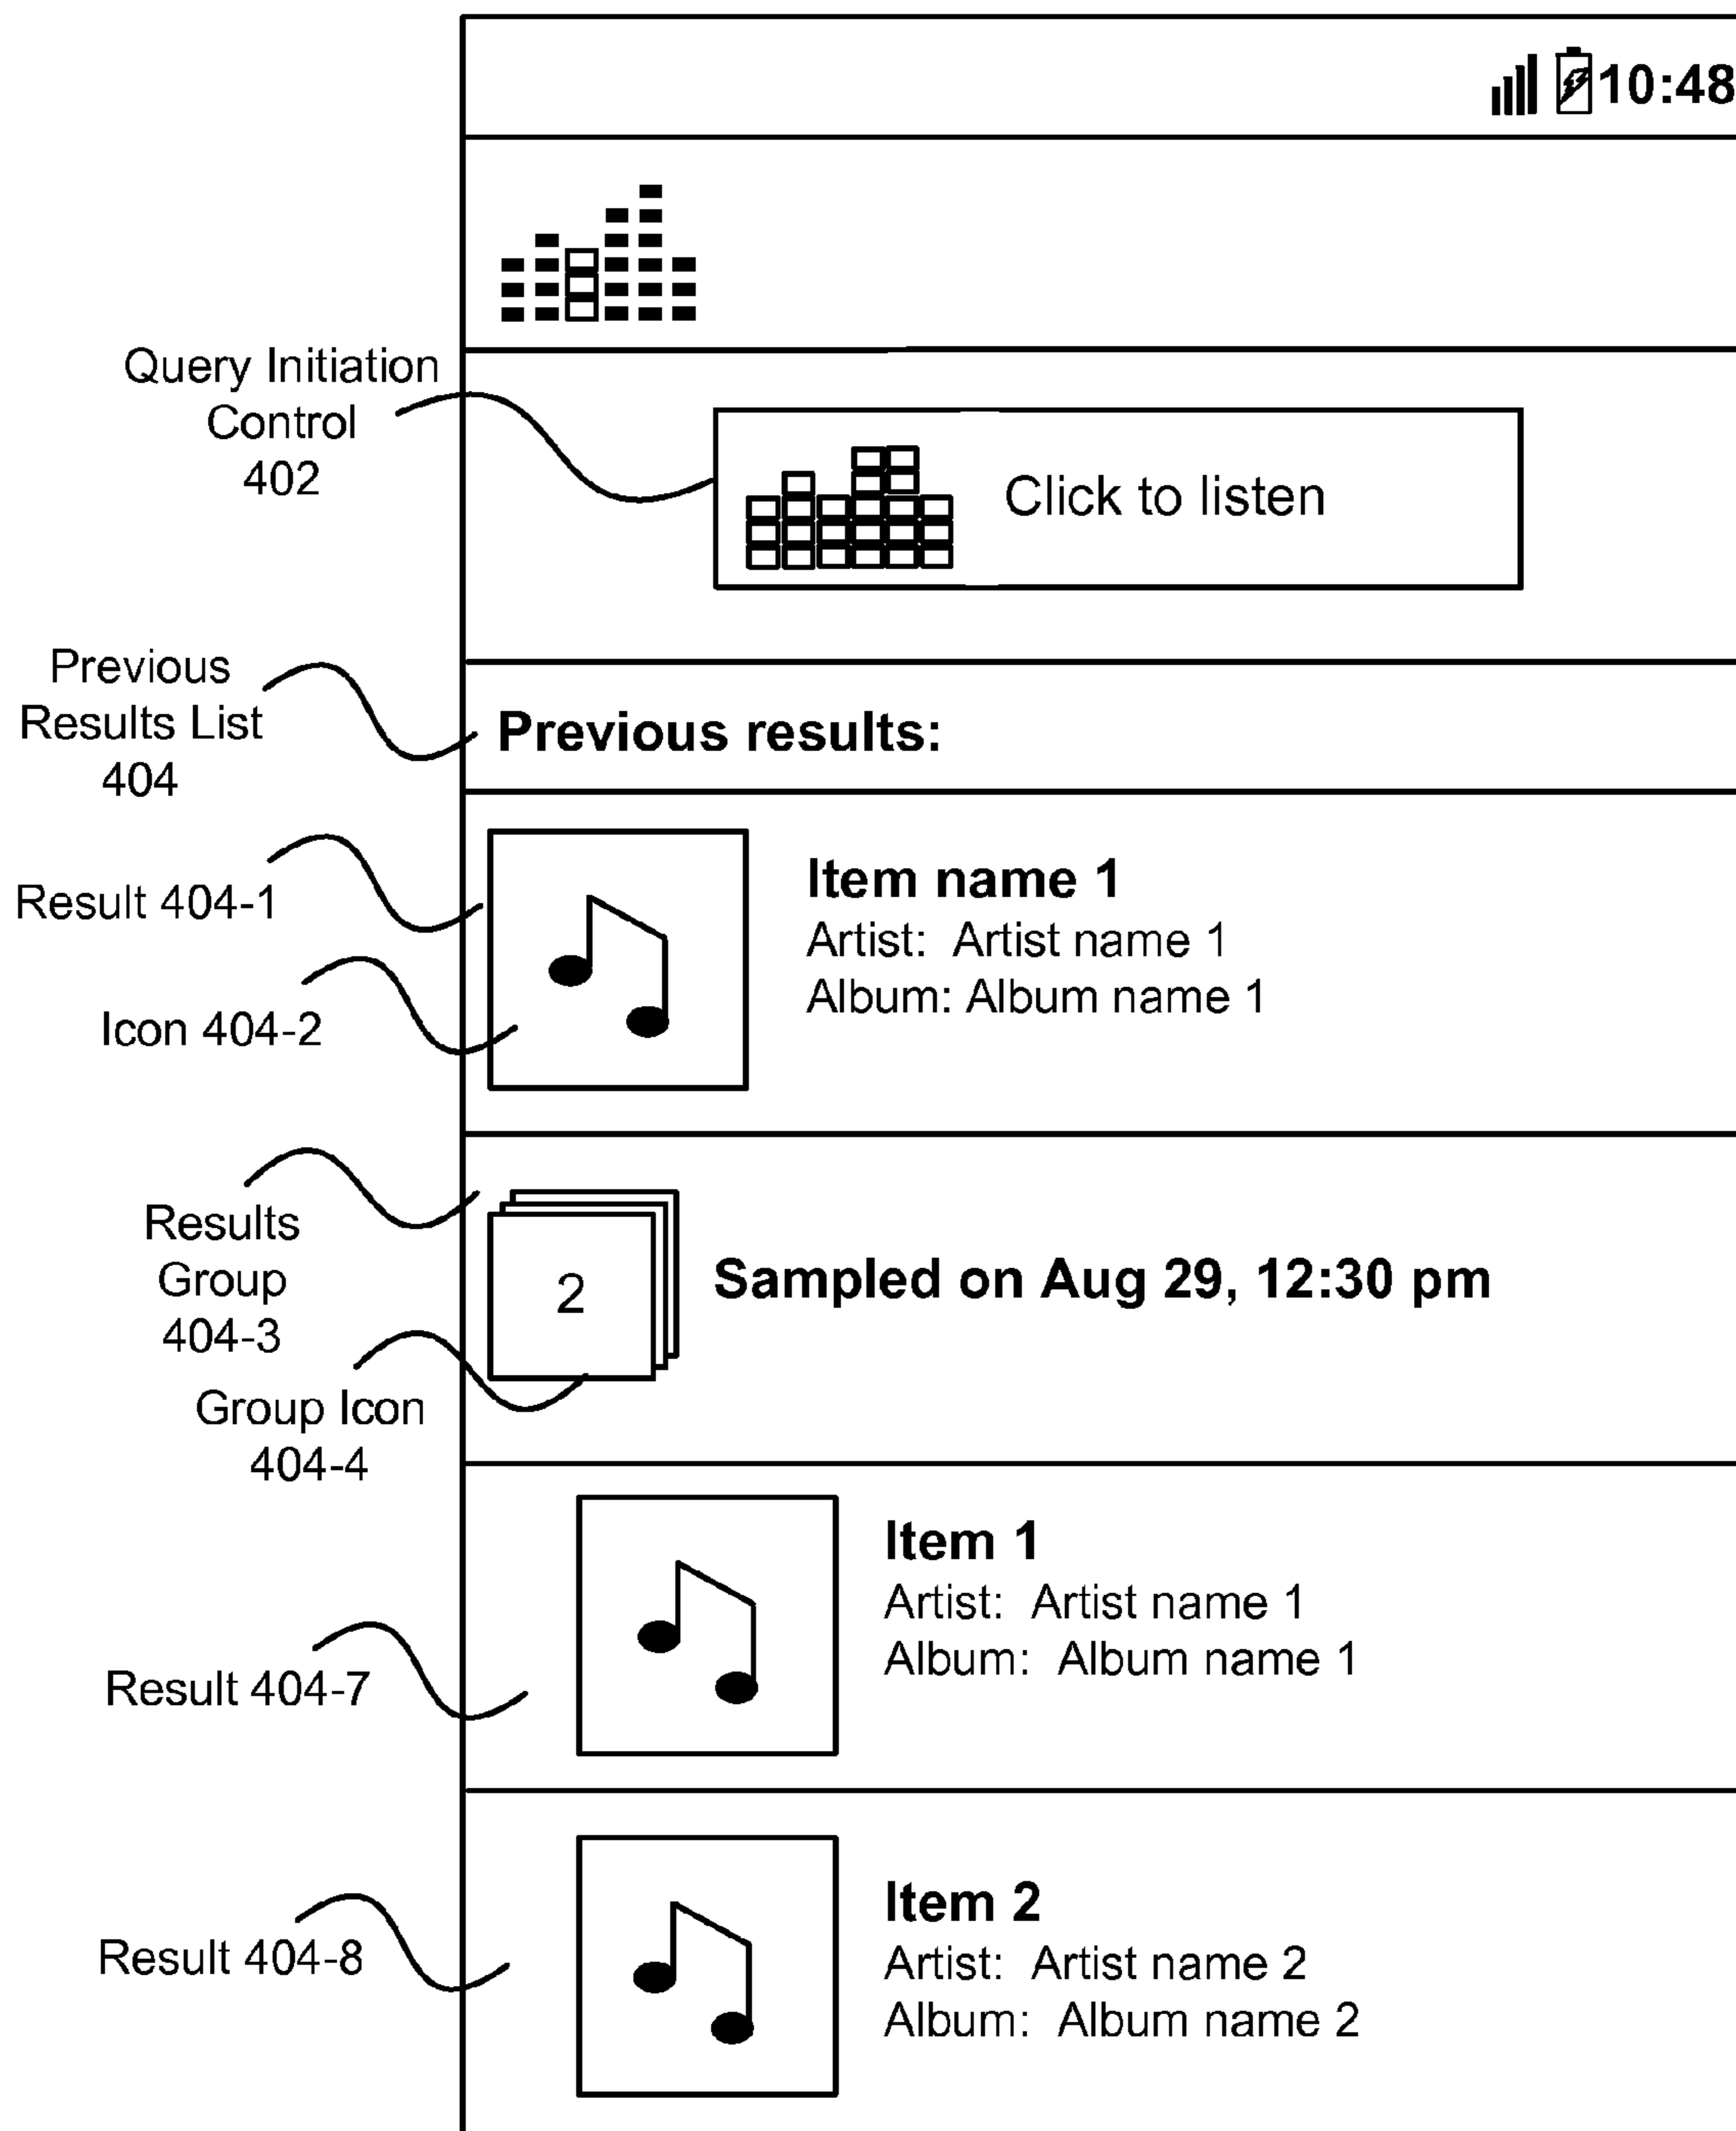 10:48
Query Initiation
Control
402
Click to listen
Previous
Results List
404
Previous results:
Result 404-1
Icon 404-2
Item name 1
Artist: Artist name 1
Album: Album name 1
Results
Group
404-3
Group Icon
404-4
2
Sampled on Aug 29, 12:30 pm
Result 404-7
Item 1
Artist: Artist name 1
Album: Album name 1
Result 404-8
Item 2
Artist: Artist name 2
Album: Album name 2